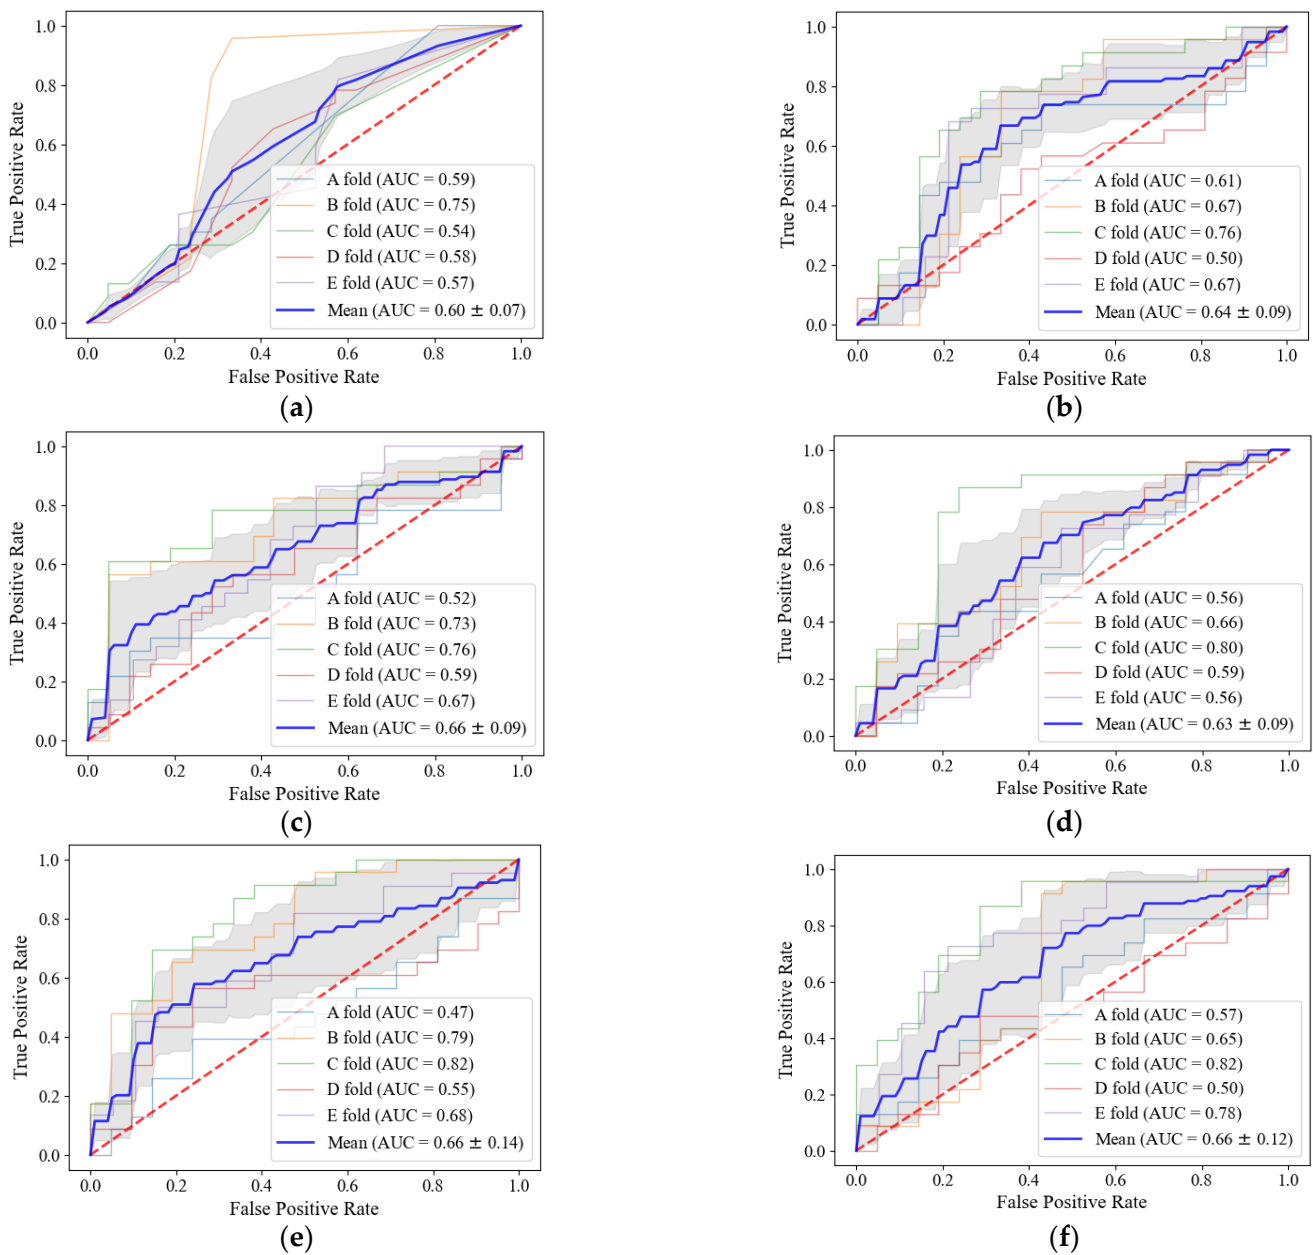 True Positive Rate
1.0
0.8
0.6
0.4
0.2
0.0
A fold (AUC = 0.59)
B fold (AUC = 0.75)
C fold (AUC = 0.54)
D fold (AUC = 0.58)
E fold (AUC = 0.57)
Mean (AUC = 0.60 ± 0.07)
0.0 0.2 0.4 0.6 0.8 1.0
False Positive Rate
(a)
True Positive Rate
1.0
0.8
0.6
0.4
0.2
0.0
A fold (AUC = 0.61)
B fold (AUC = 0.67)
C fold (AUC = 0.76)
D fold (AUC = 0.50)
E fold (AUC = 0.67)
Mean (AUC = 0.64 ± 0.09)
0.0 0.2 0.4 0.6 0.8 1.0
False Positive Rate
(b)
True Positive Rate
1.0
0.8
0.6
0.4
0.2
0.0
A fold (AUC = 0.52)
B fold (AUC = 0.73)
C fold (AUC = 0.76)
D fold (AUC = 0.59)
E fold (AUC = 0.67)
Mean (AUC = 0.66 ± 0.09)
0.0 0.2 0.4 0.6 0.8 1.0
False Positive Rate
(c)
True Positive Rate
1.0
0.8
0.6
0.4
0.2
0.0
A fold (AUC = 0.56)
B fold (AUC = 0.66)
C fold (AUC = 0.80)
D fold (AUC = 0.59)
E fold (AUC = 0.56)
Mean (AUC = 0.63 ± 0.09)
0.0 0.2 0.4 0.6 0.8 1.0
False Positive Rate
(d)
True Positive Rate
1.0
0.8
0.6
0.4
0.2
0.0
A fold (AUC = 0.47)
B fold (AUC = 0.79)
C fold (AUC = 0.82)
D fold (AUC = 0.55)
E fold (AUC = 0.68)
Mean (AUC = 0.66 ± 0.14)
0.0 0.2 0.4 0.6 0.8 1.0
False Positive Rate
(e)
True Positive Rate
1.0
0.8
0.6
0.4
0.2
0.0
A fold (AUC = 0.57)
B fold (AUC = 0.65)
C fold (AUC = 0.82)
D fold (AUC = 0.50)
E fold (AUC = 0.78)
Mean (AUC = 0.66 ± 0.12)
0.0 0.2 0.4 0.6 0.8 1.0
False Positive Rate
(f)